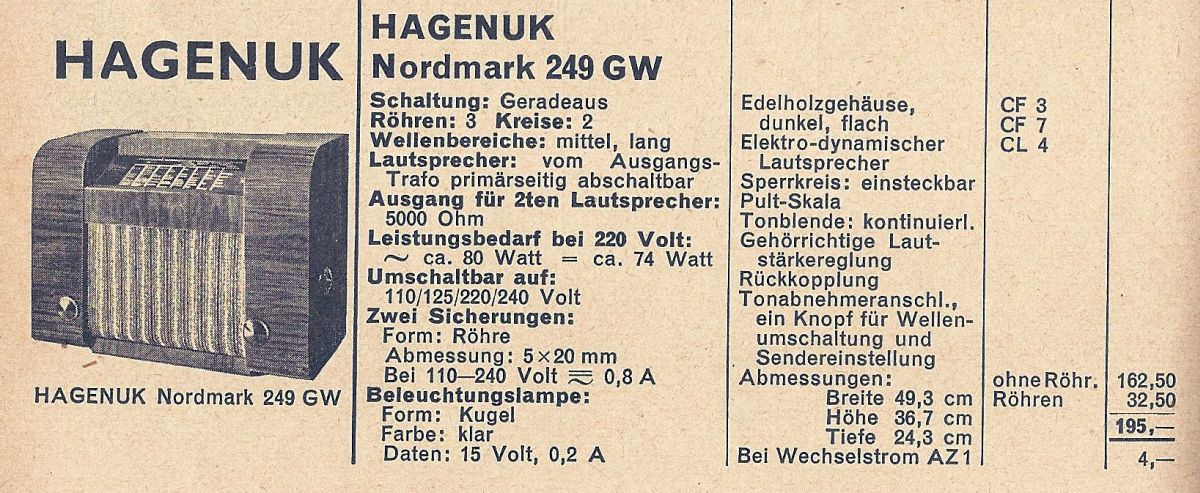 HAGENUK
HAGENUK Nordmark 249 GW
HAGENUK
Nordmark 249 GW
Schaltung: Geradeaus
Röhren: 3 Kreise: 2
Wellenbereiche: mittel, lang
Lautsprecher: vom Ausgangs-
Trafo primärseitig abschaltbar
Ausgang für 2ten Lautsprecher:
5000 Ohm
Leistungsbedarf bei 220 Volt:
~ ca. 80 Watt = ca. 74 Watt
Umschaltbar auf:
110/125/220/240 Volt
Zwei Sicherungen:
Form: Röhre
Abmessung: 5×20 mm
Bei 110—240 Volt ≂ 0,8 A
Beleuchtungslampe:
Form: Kugel
Farbe: klar
Daten: 15 Volt, 0,2 A
Edelholzgehäuse,
dunkel, flach
Elektro-dynamischer
Lautsprecher
Sperrkreis: einsteckbar
Pult-Skala
Tonblende: kontinuierl.
Gehörrichtige Laut-
stärkereglung
Rückkopplung
Tonabnehmeranschl.,
ein Knopf für Wellen-
umschaltung und
Sendereinstellung
Abmessungen:
Breite 49,3 cm
Höhe 36,7 cm
Tiefe 24,3 cm
Bei Wechselstrom AZ1
CF 3
CF 7
CL 4
ohne Röhr. 162,50
Röhren 32,50
195,—
4,—